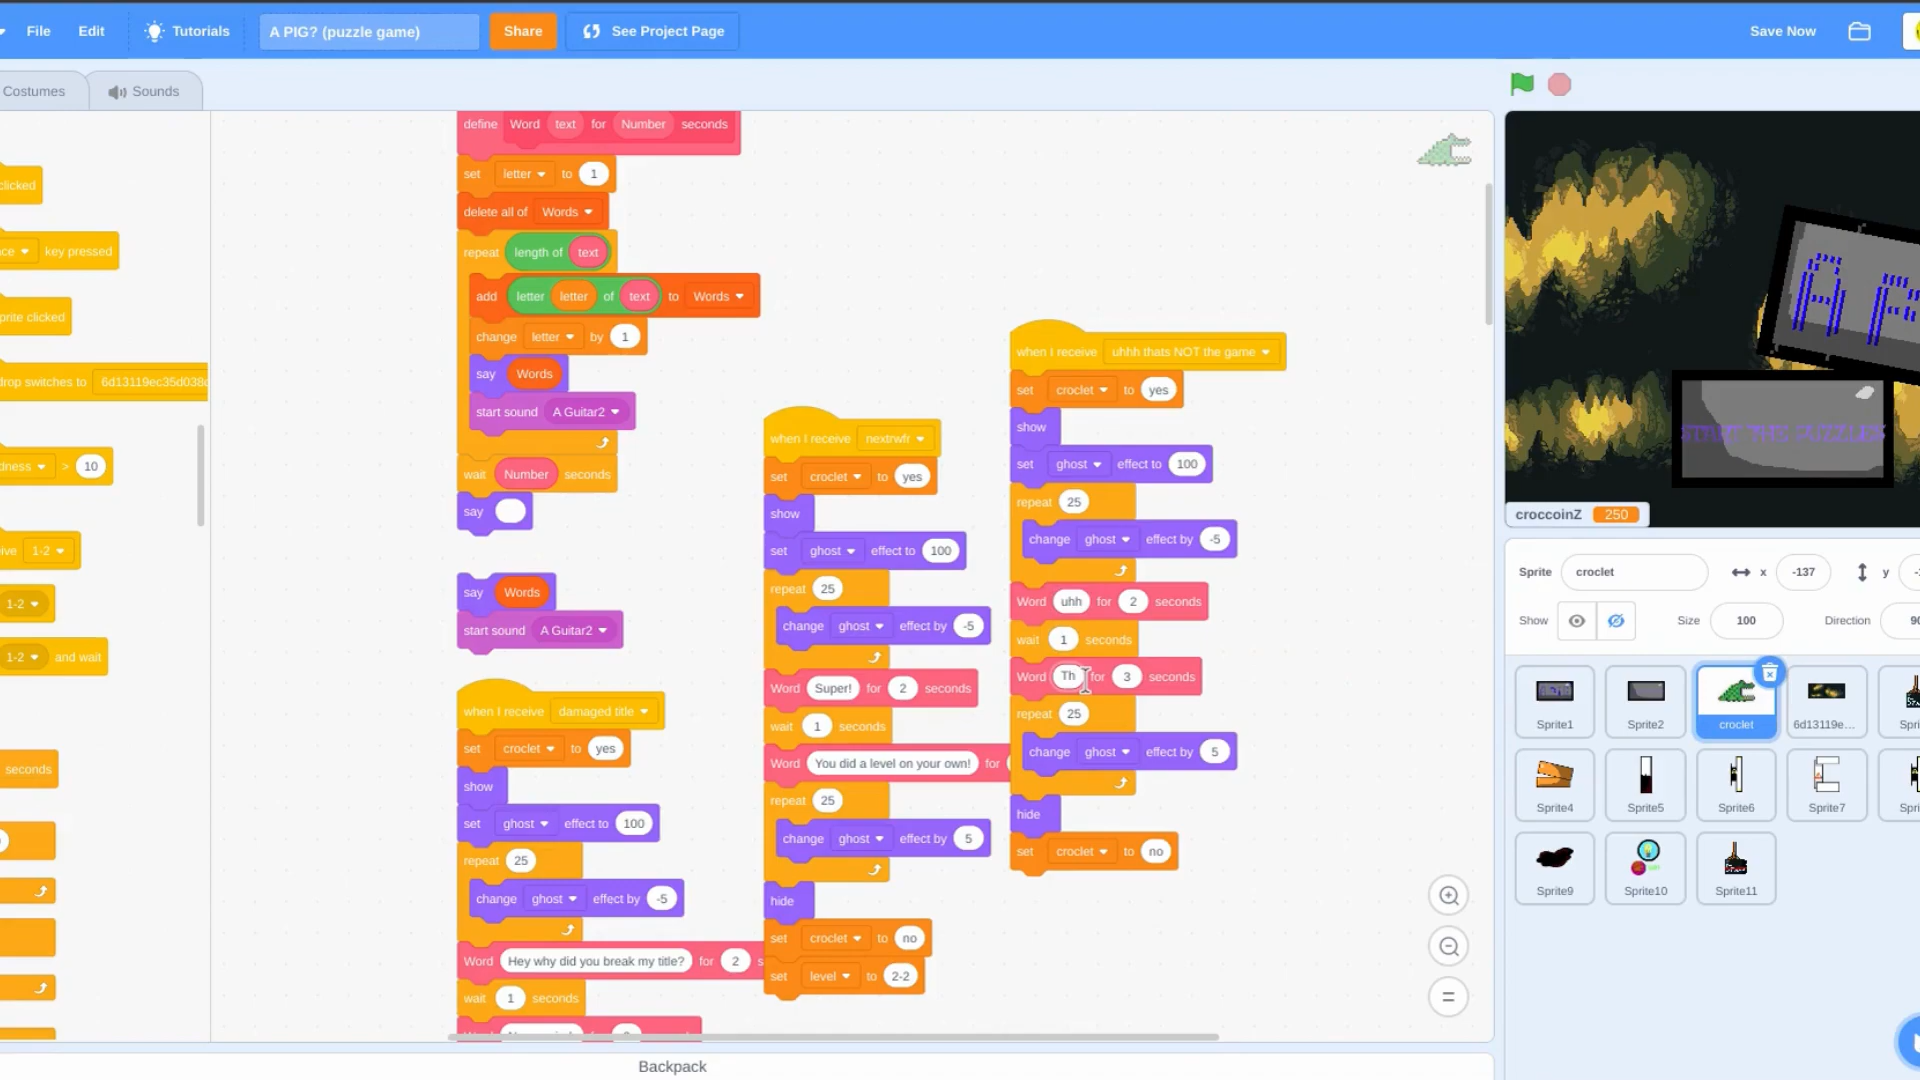 File Edit Tutorials A PIG? (puzzle game) Share See Project Page Save Now
Costumes Sounds
clicked
key pressed
prite clicked
drop switches to 6d13119ec35d038c
dness > 10
ive 1-2
1-2
1-2 and wait
seconds
define Word text for Number seconds
set letter to 1
delete all of Words
repeat length of text
add letter letter of text to Words
change letter by 1
say Words
start sound A Guitar2
wait Number seconds
say
say Words
start sound A Guitar2
when I receive damaged title
set croclet to yes
show
set ghost effect to 100
repeat 25
change ghost effect by -5
Word Hey why did you break my title? for 2 s
wait 1 seconds
when I receive nextrwfr
set croclet to yes
show
set ghost effect to 100
repeat 25
change ghost effect by -5
Word Super! for 2 seconds
wait 1 seconds
Word You did a level on your own! for
repeat 25
change ghost effect by 5
hide
set croclet to no
set level to 2-2
when I receive uhhh thats NOT the game
set croclet to yes
show
set ghost effect to 100
repeat 25
change ghost effect by -5
Word uhh for 2 seconds
wait 1 seconds
Word Th for 3 seconds
repeat 25
change ghost effect by 5
hide
set croclet to no
Backpack
A
START THE PUZZLES
croccoinZ 250
Sprite croclet x -137 y
Show Size 100 Direction 90
Sprite1 Sprite2 croclet 6d13119e... Spri
Sprite4 Sprite5 Sprite6 Sprite7 Spri
Sprite9 Sprite10 Sprite11